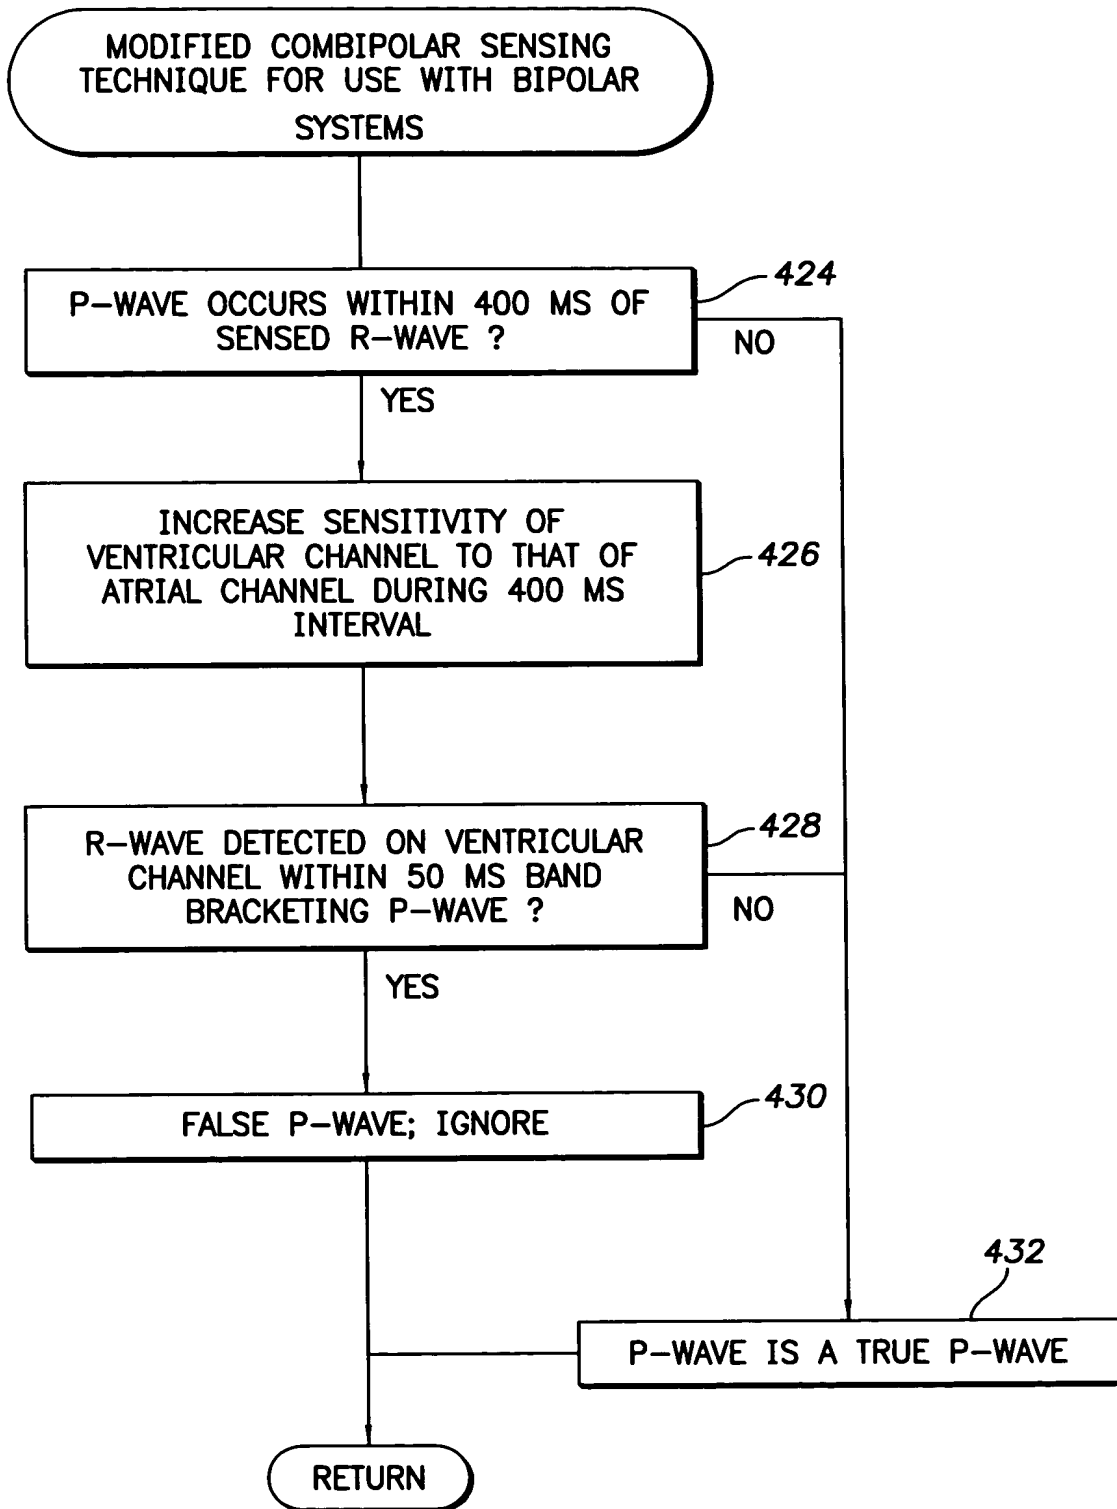 MODIFIED COMBIPOLAR SENSING
TECHNIQUE FOR USE WITH BIPOLAR
SYSTEMS
P-WAVE OCCURS WITHIN 400 MS OF
SENSED R-WAVE ?
424
NO
YES
INCREASE SENSITIVITY OF
VENTRICULAR CHANNEL TO THAT OF
ATRIAL CHANNEL DURING 400 MS
INTERVAL
426
R-WAVE DETECTED ON VENTRICULAR
CHANNEL WITHIN 50 MS BAND
BRACKETING P-WAVE ?
428
NO
YES
FALSE P-WAVE; IGNORE
430
432
P-WAVE IS A TRUE P-WAVE
RETURN